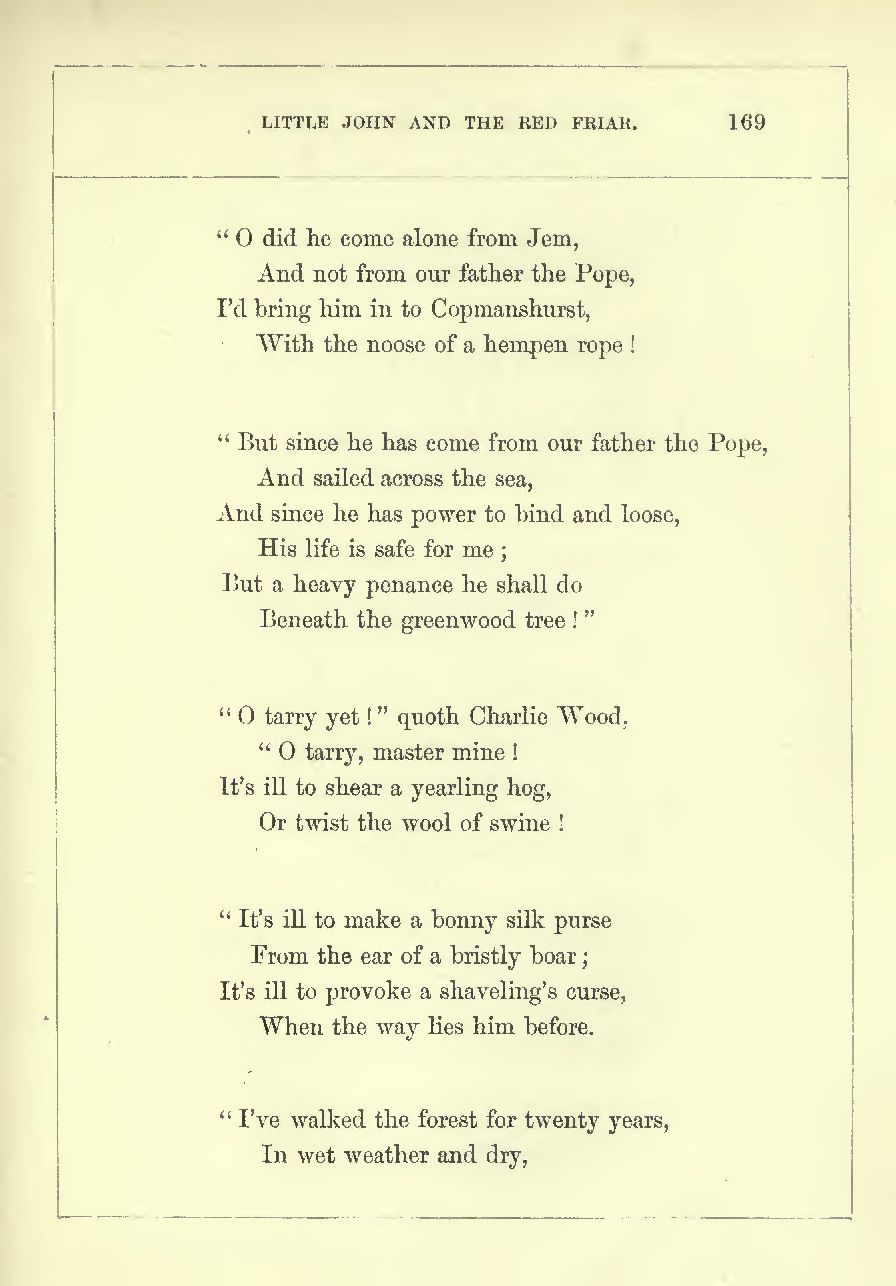 LITTLE JOHN AND THE RED FRIAR. 169
“ O did he come alone from Jem,
And not from our father the Pope,
I’d bring him in to Copmanshurst,
With the noose of a hempen rope !
“ But since he has come from our father the Pope,
And sailed across the sea,
And since he has power to bind and loose,
His life is safe for me ;
But a heavy penance he shall do
Beneath the greenwood tree ! ”
“ O tarry yet ! ” quoth Charlie Wood,
“ O tarry, master mine !
It’s ill to shear a yearling hog,
Or twist the wool of swine !
“ It’s ill to make a bonny silk purse
From the ear of a bristly boar ;
It’s ill to provoke a shaveling’s curse,
When the way lies him before.
“ I’ve walked the forest for twenty years,
In wet weather and dry,